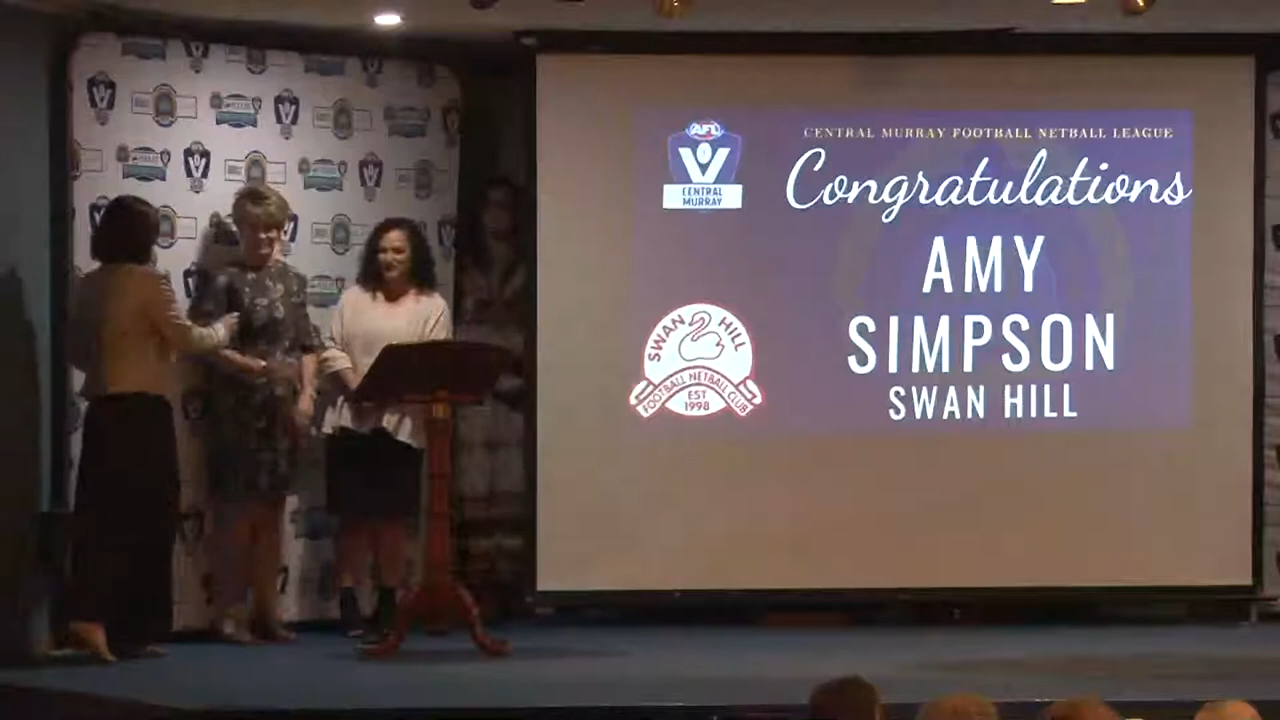 AFL
CENTRAL
MURRAY
CENTRAL MURRAY FOOTBALL NETBALL LEAGUE
Congratulations
AMY
SIMPSON
SWAN HILL
SWAN HILL
FOOTBALL NETBALL CLUB
EST
1998